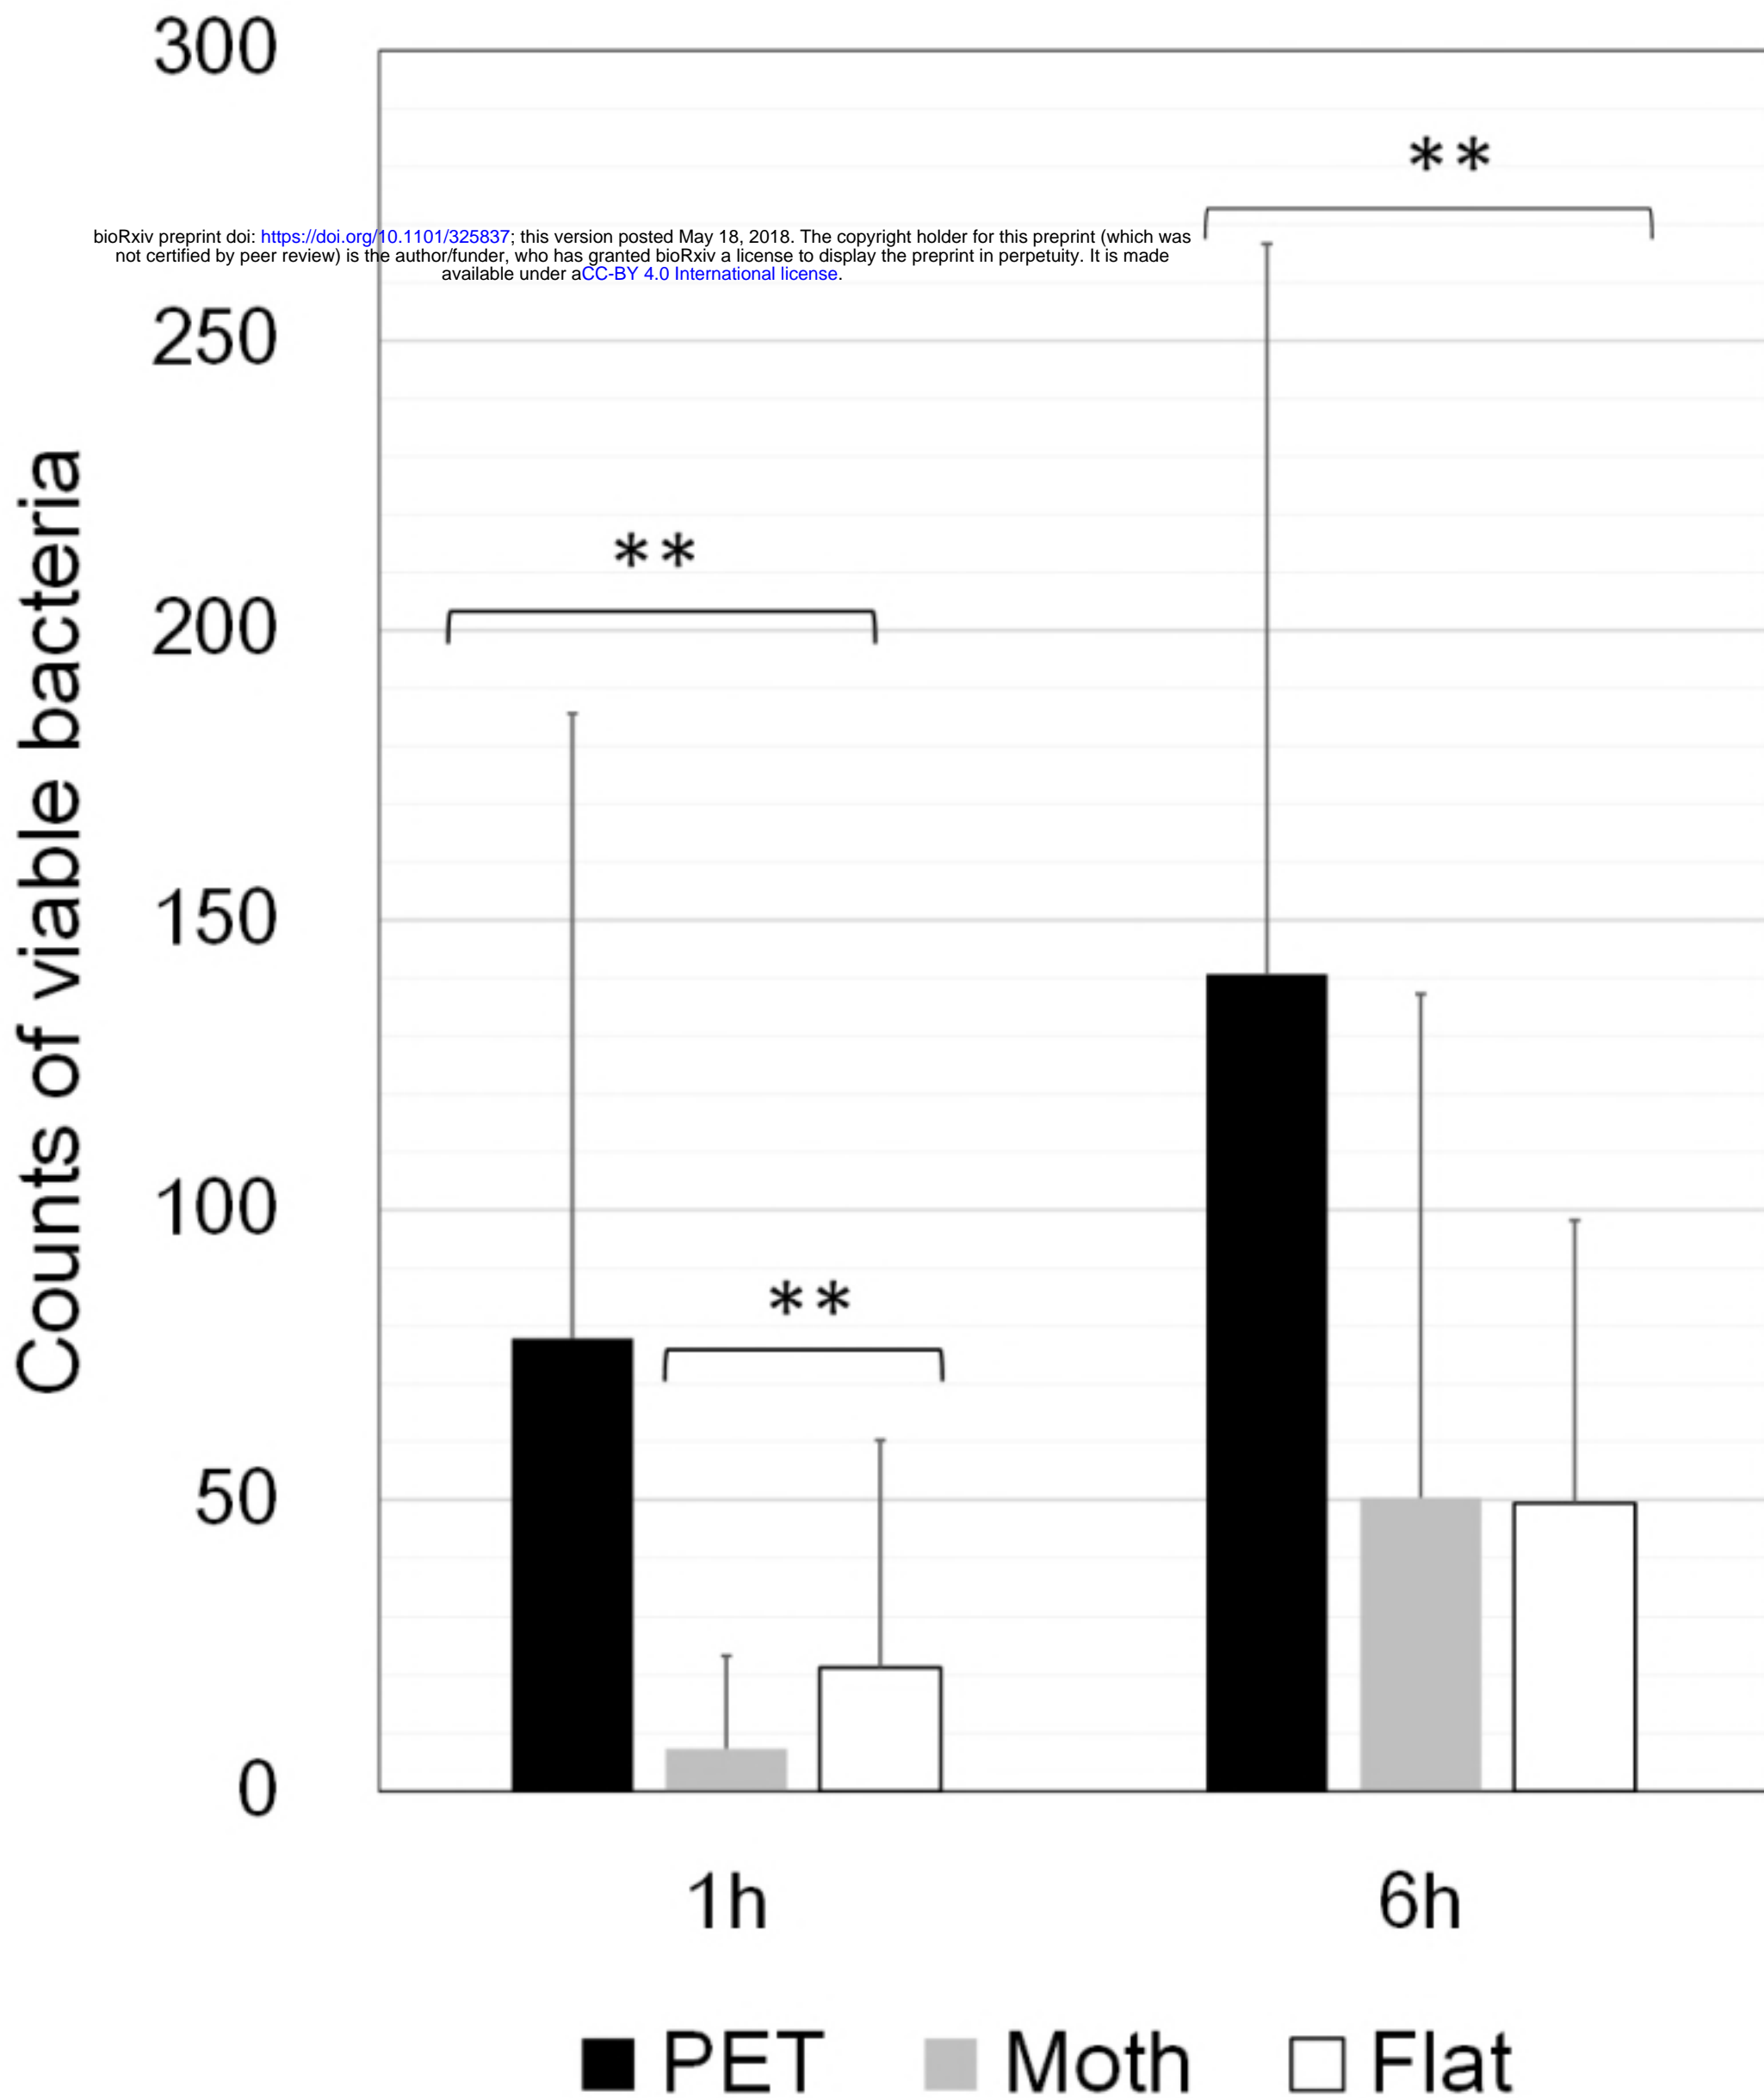 300
**
bioRxiv preprint doi: https://doi.org/10.1101/325837; this version posted May 18, 2018. The copyright holder for this preprint (which was
not certified by peer review) is the author/funder, who has granted bioRxiv a license to display the preprint in perpetuity. It is made
available under aCC-BY 4.0 International license.
250
**
200
150
100
**
50
0
Counts of viable bacteria
1h 6h
PET Moth Flat